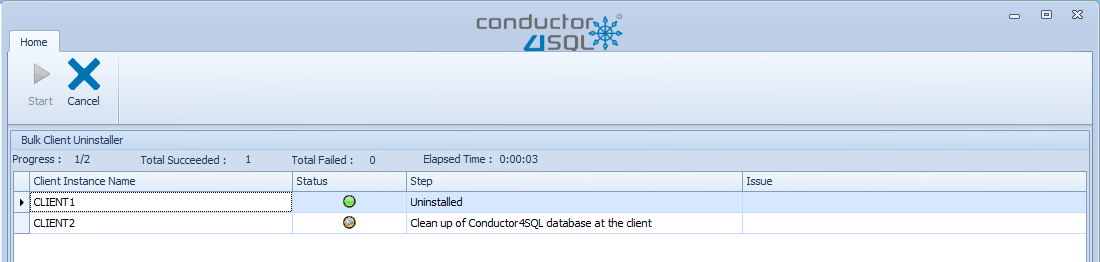 conductor
4SQL
Home
Start Cancel
Bulk Client Uninstaller
Progress : 1/2 Total Succeeded : 1 Total Failed : 0 Elapsed Time : 0:00:03
Client Instance Name Status Step Issue
CLIENT1 Uninstalled
CLIENT2 Clean up of Conductor4SQL database at the client